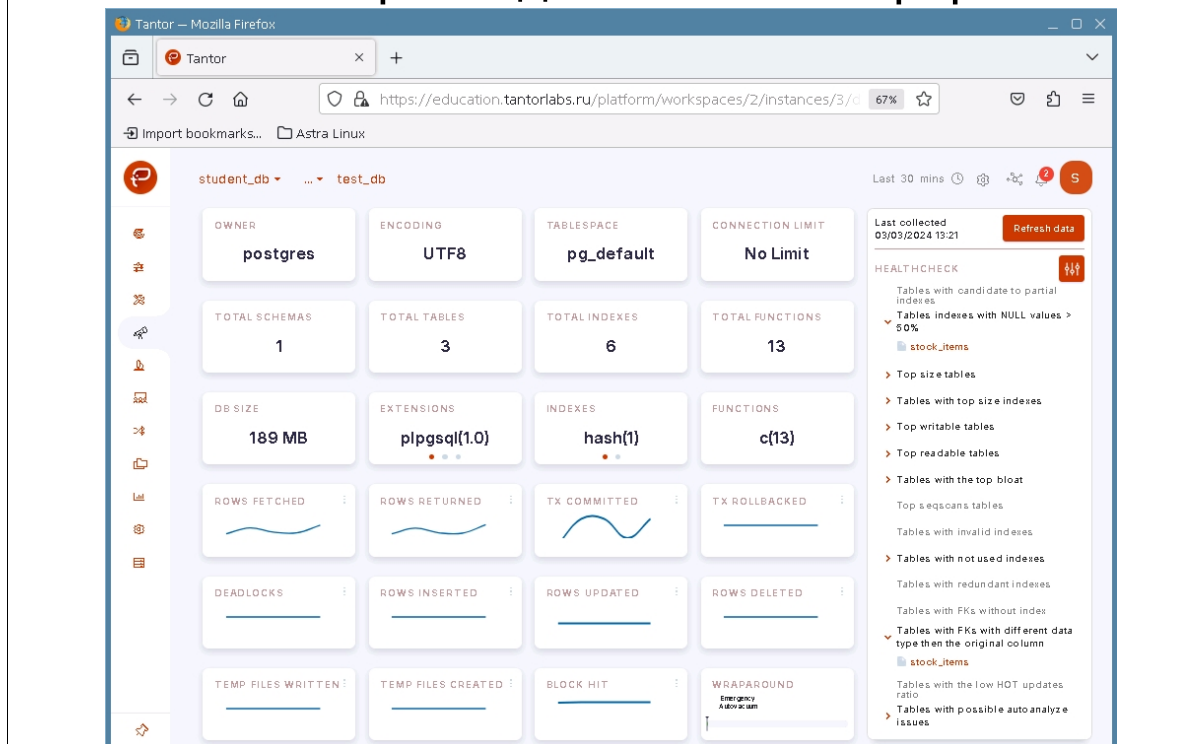 Tantor — Mozilla Firefox
Tantor
https://education.tantorlabs.ru/platform/workspaces/2/instances/3/
67%
Import bookmarks...
Astra Linux
student_db
...
test_db
Last 30 mins
2
S
OWNER
postgres
ENCODING
UTF8
TABLESPACE
pg_default
CONNECTION LIMIT
No Limit
TOTAL SCHEMAS
1
TOTAL TABLES
3
TOTAL INDEXES
6
TOTAL FUNCTIONS
13
DB SIZE
189 MB
EXTENSIONS
plpgsql(1.0)
INDEXES
hash(1)
FUNCTIONS
c(13)
ROWS FETCHED
ROWS RETURNED
TX COMMITTED
TX ROLLBACKED
DEADLOCKS
ROWS INSERTED
ROWS UPDATED
ROWS DELETED
TEMP FILES WRITTEN
TEMP FILES CREATED
BLOCK HIT
WRAPAROUND
Emergency
Autovacuum
Last collected
03/03/2024 13:21
Refresh data
HEALTHCHECK
Tables with candidate to partial
indexes
Tables indexes with NULL values >
50%
stock_items
Top size tables
Tables with top size indexes
Top writable tables
Top readable tables
Tables with the top bloat
Top seqscans tables
Tables with invalid indexes
Tables with not used indexes
Tables with redundant indexes
Tables with FKs without index
Tables with FKs with different data
type then the original column
stock_items
Tables with the low HOT updates
ratio
Tables with possible autoanalyze
issues